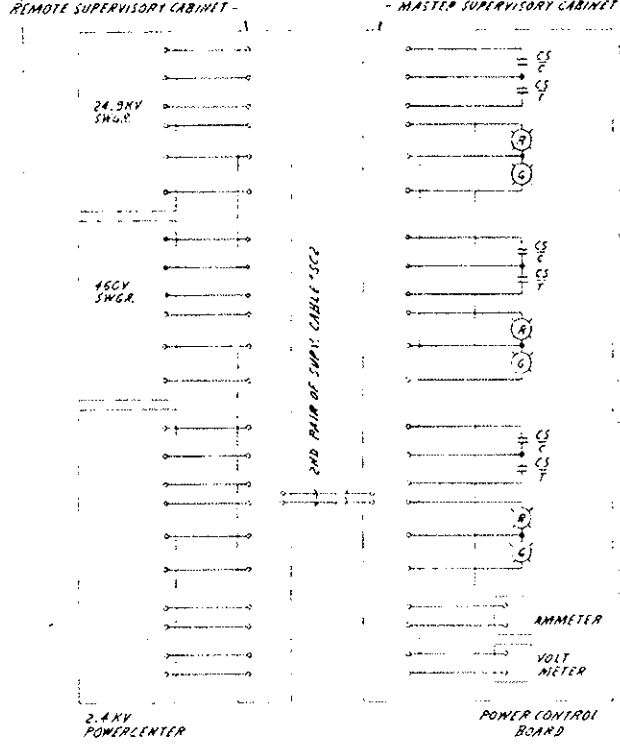 REMOTE SUPERVISORY CABINET -
- MASTER SUPERVISORY CABINET
24.9KV
SWGR.
CS
C
CS
T
R
G
2ND PAIR OF SUPV. CABLE "SC2
460V
SWGR.
CS
C
CS
T
R
G
CS
C
CS
T
R
G
AMMETER
VOLT
METER
2.4KV
POWERCENTER
POWER CONTROL
BOARD